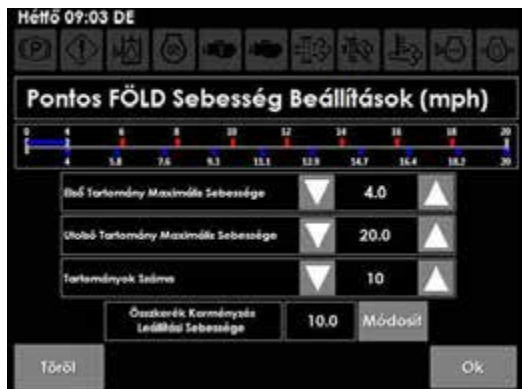 Hétfő 09:03 DE
Pontos FÖLD Sebesség Beállítások (mph)
0 4 6 8 10 12 14 16 18 20
4 5.8 7.6 9.3 11.1 12.9 14.7 16.4 18.2 20
Első Tartomány Maximális Sebessége 4.0
Utolsó Tartomány Maximális Sebessége 20.0
Tartományok Száma 10
Összkerék Kormányzás
Leállítási Sebessége 10.0 Módosít
Töröl Ok